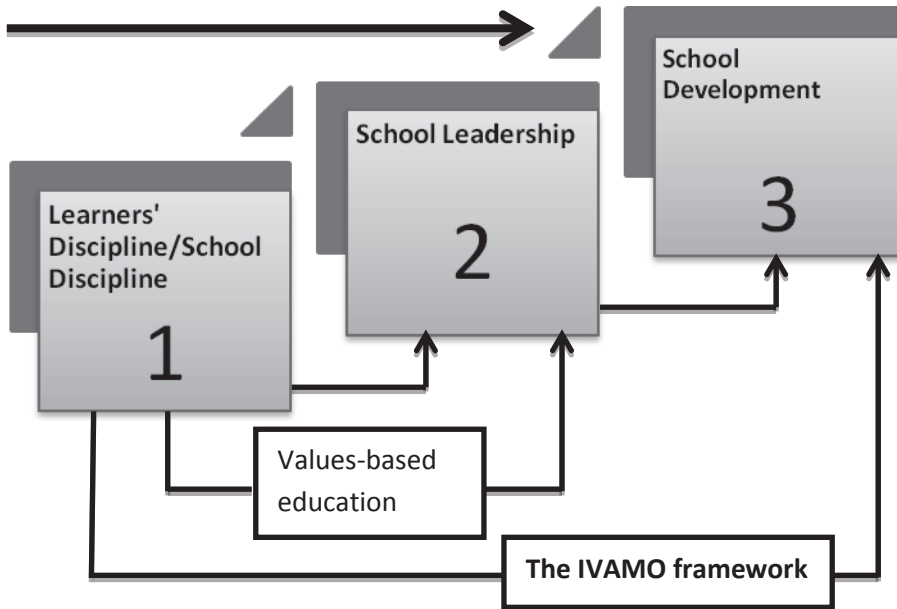 Learners'
Discipline/School
Discipline
1
School Leadership
2
School
Development
3
Values-based
education
The IVAMO framework